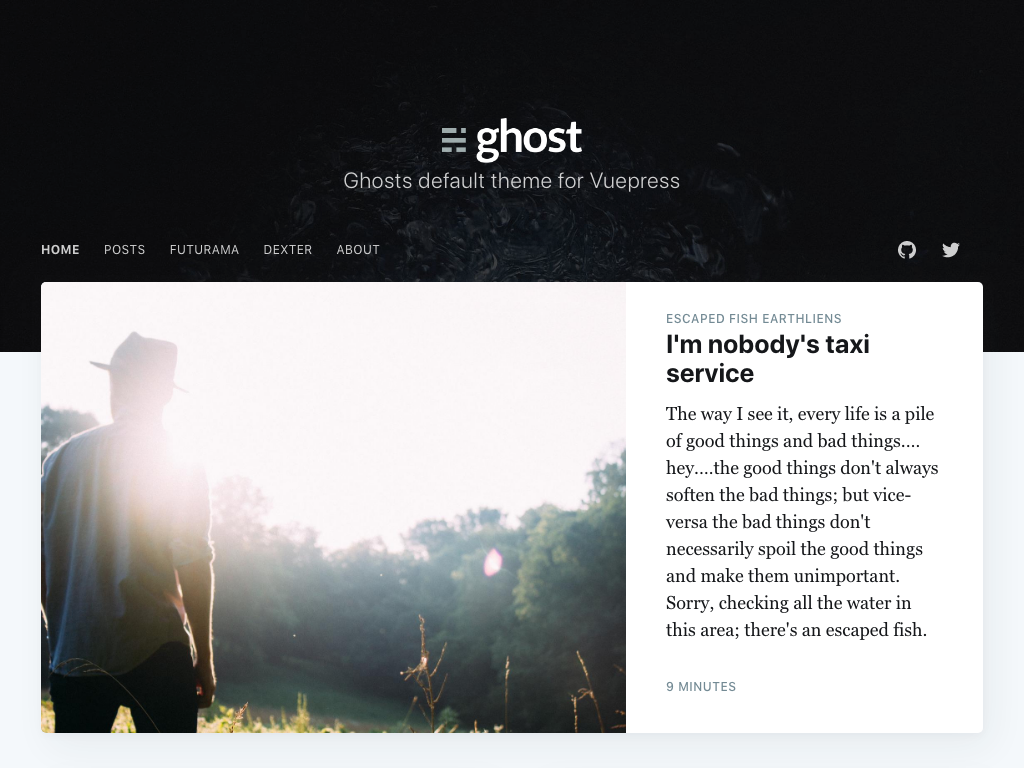 ghost
Ghosts default theme for Vuepress
HOME POSTS FUTURAMA DEXTER ABOUT
ESCAPED FISH EARTHLIENS
I'm nobody's taxi
service
The way I see it, every life is a pile
of good things and bad things….
hey….the good things don't always
soften the bad things; but vice-
versa the bad things don't
necessarily spoil the good things
and make them unimportant.
Sorry, checking all the water in
this area; there's an escaped fish.
9 MINUTES